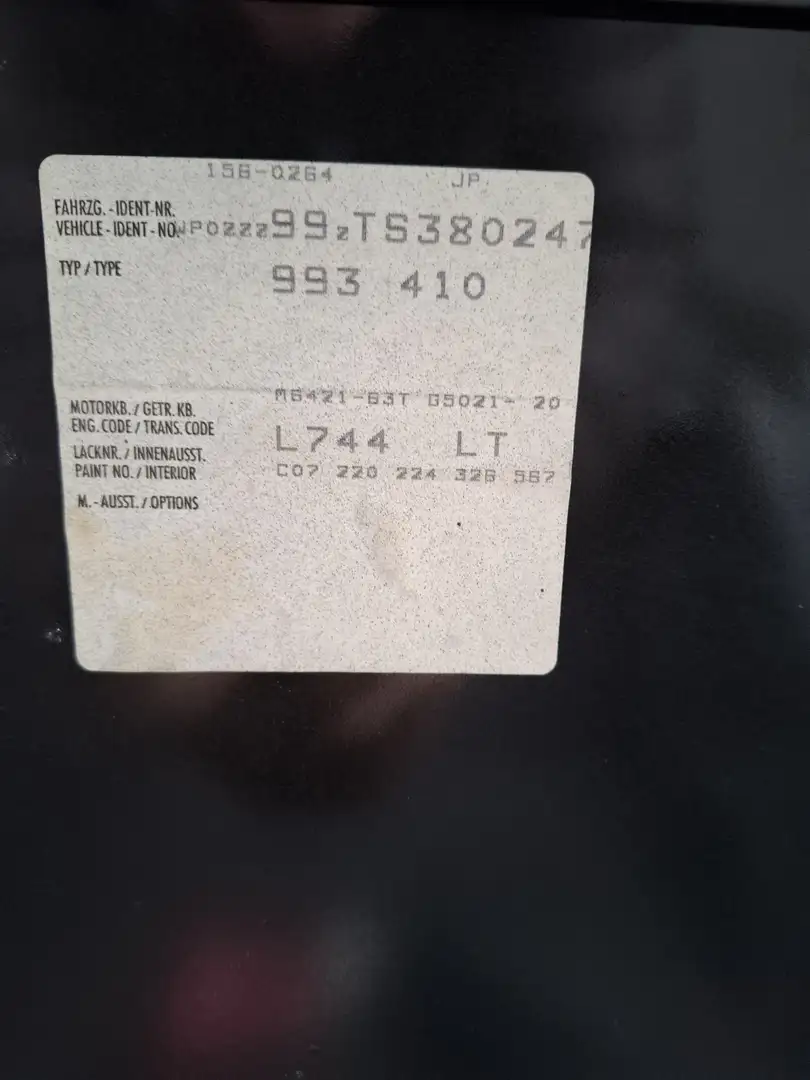 156-0264 JP
FAHRZG.-IDENT-NR.
VEHICLE-IDENT-NO. WP0ZZZ99ZTS380247
TYP/TYPE 993 410
MOTORKB./GETR.KB. M6421-63T G5021- 20
ENG.CODE/TRANS.CODE
LACKNR./INNENAUSST. L744 LT
PAINT NO./INTERIOR C07 220 224 326 567
M.-AUSST./OPTIONS